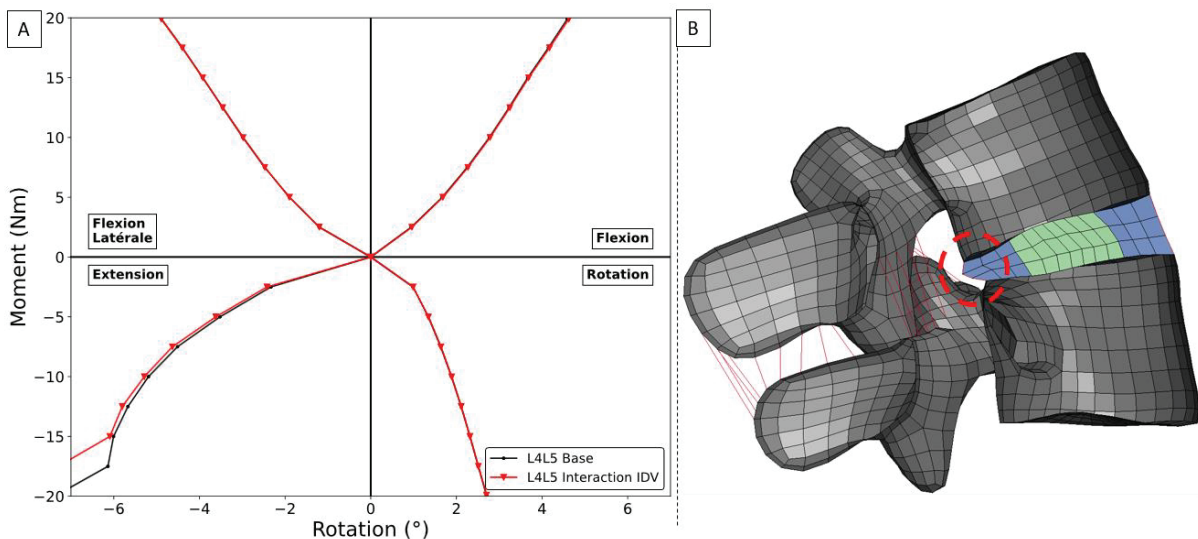 A
B
20
15
10
5
0
−5
−10
−15
−20
Moment (Nm)
Flexion
Latérale
Flexion
Extension
Rotation
L4L5 Base
L4L5 Interaction IDV
−6 −4 −2 0 2 4 6
Rotation (°)